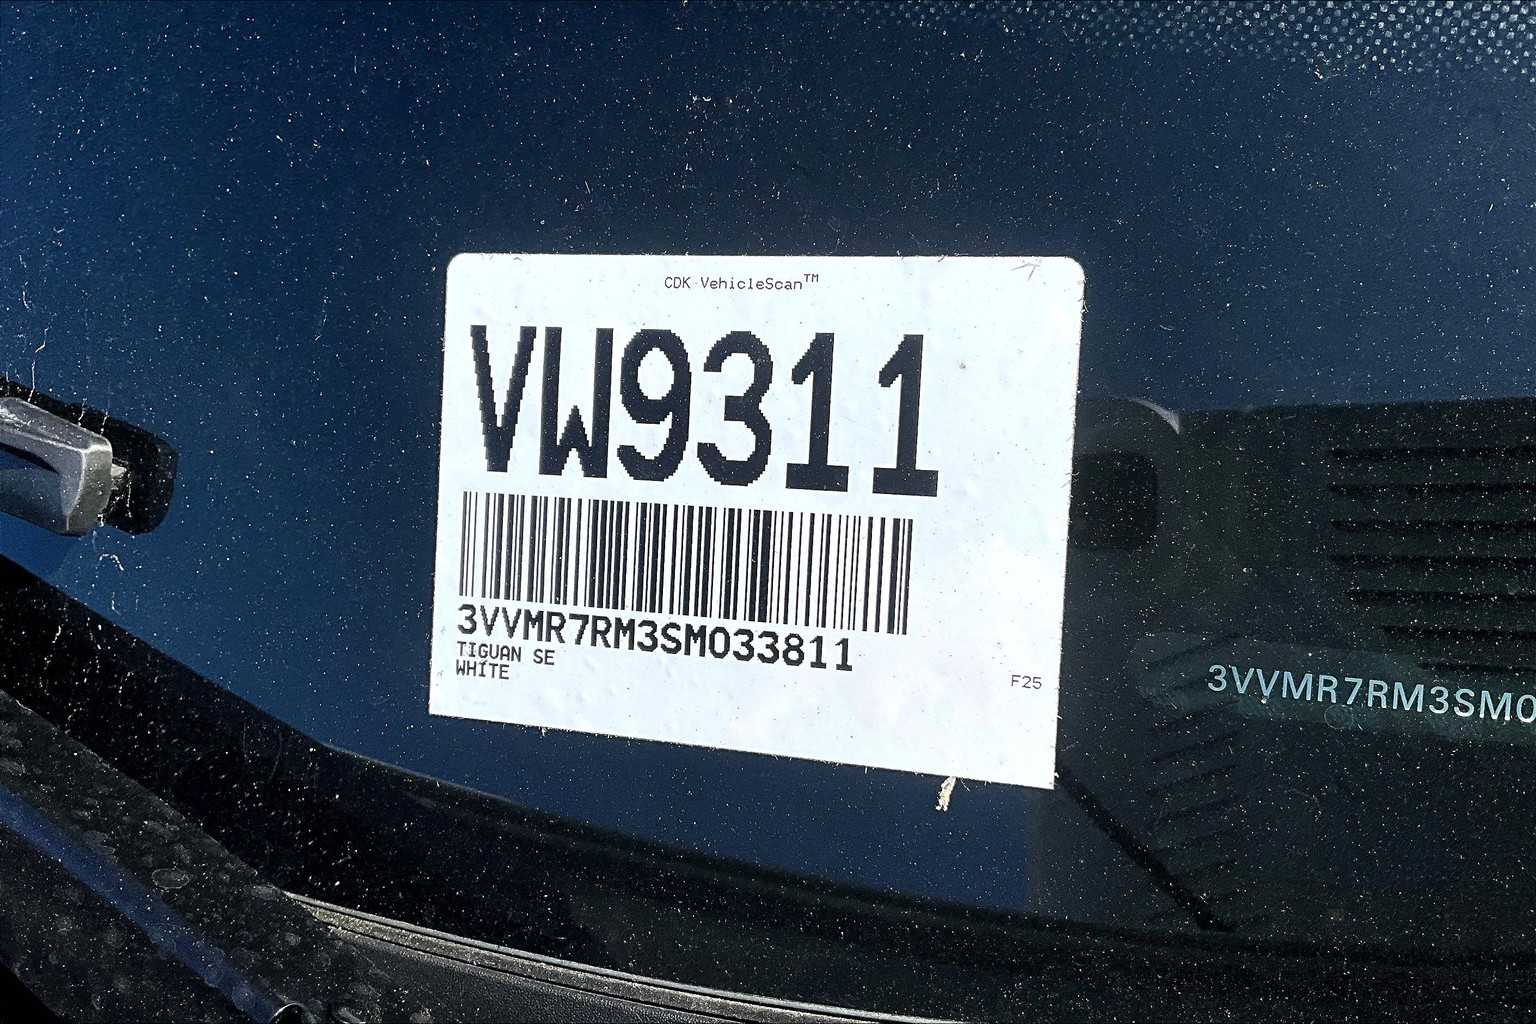 CDK VehicleScan™
VW9311
3VVMR7RM3SM033811
TIGUAN SE
WHITE
F25
3VVMR7RM3SM0